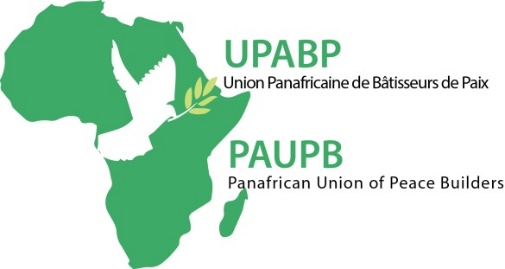 UPABP
Union Panafricaine de Bâtisseurs de Paix
PAUPB
Panafrican Union of Peace Builders